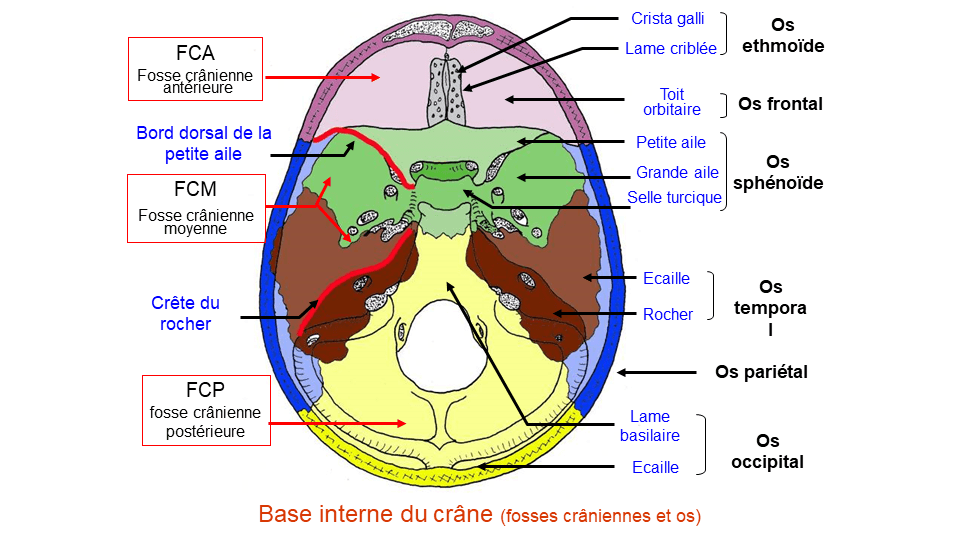 FCA
Fosse crânienne
antérieure
Bord dorsal de la
petite aile
FCM
Fosse crânienne
moyenne
Crête du
rocher
FCP
fosse crânienne
postérieure
Crista galli
Lame criblée
Os
ethmoïde
Toit
orbitaire
Os frontal
Petite aile
Grande aile
Selle turcique
Os
sphénoïde
Ecaille
Rocher
Os
tempora
l
Os pariétal
Lame
basilaire
Ecaille
Os
occipital
Base interne du crâne (fosses crâniennes et os)